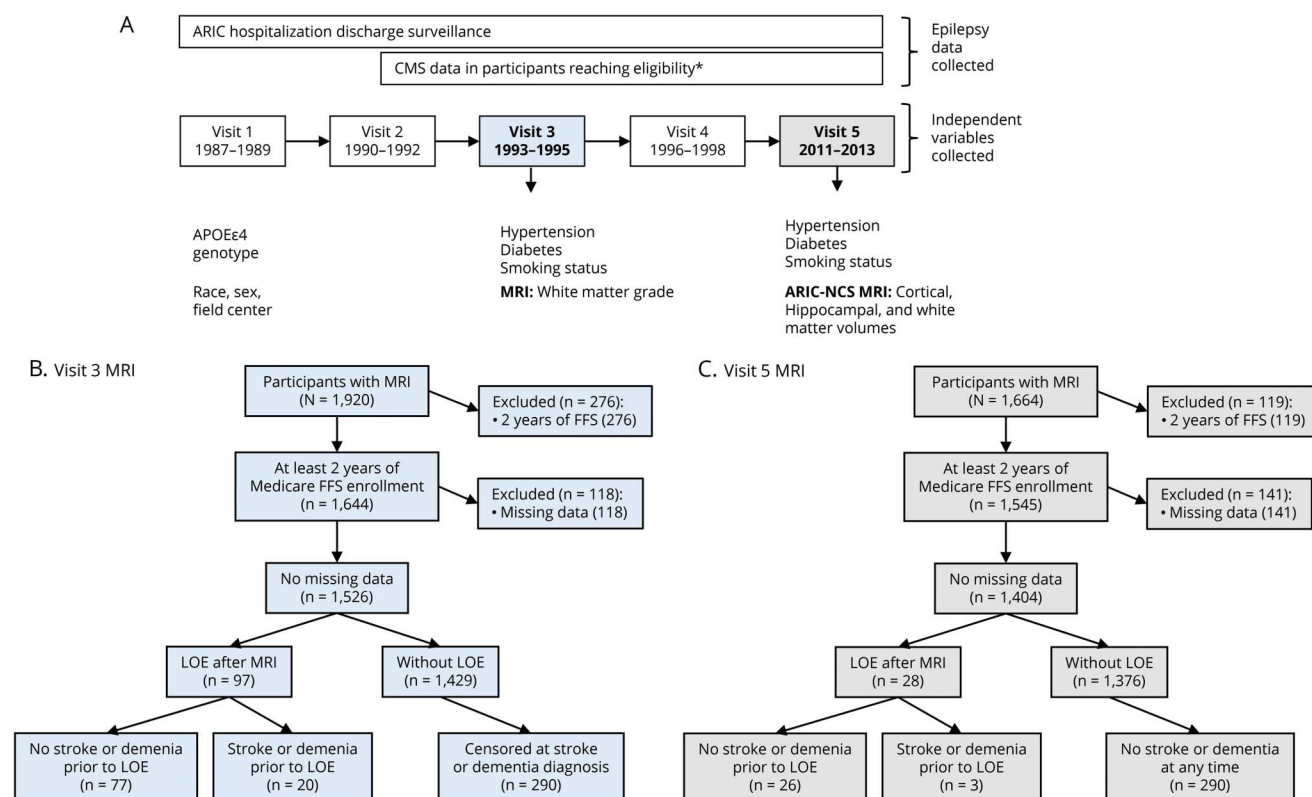 A
ARIC hospitalization discharge surveillance
CMS data in participants reaching eligibility*
Epilepsy
data
collected
Visit 1
1987–1989
Visit 2
1990–1992
Visit 3
1993–1995
Visit 4
1996–1998
Visit 5
2011–2013
Independent
variables
collected
APOEε4
genotype
Race, sex,
field center
Hypertension
Diabetes
Smoking status
MRI: White matter grade
Hypertension
Diabetes
Smoking status
ARIC-NCS MRI: Cortical,
Hippocampal, and white
matter volumes
B. Visit 3 MRI
Participants with MRI
(N = 1,920)
Excluded (n = 276):
• 2 years of FFS (276)
At least 2 years of
Medicare FFS enrollment
(n = 1,644)
Excluded (n = 118):
• Missing data (118)
No missing data
(n = 1,526)
LOE after MRI
(n = 97)
Without LOE
(n = 1,429)
No stroke or demenia
prior to LOE
(n = 77)
Stroke or demenia
prior to LOE
(n = 20)
Censored at stroke
or dementia diagnosis
(n = 290)
C. Visit 5 MRI
Participants with MRI
(N = 1,664)
Excluded (n = 119):
• 2 years of FFS (119)
At least 2 years of
Medicare FFS enrollment
(n = 1,545)
Excluded (n = 141):
• Missing data (141)
No missing data
(n = 1,404)
LOE after MRI
(n = 28)
Without LOE
(n = 1,376)
No stroke or demenia
prior to LOE
(n = 26)
Stroke or demenia
prior to LOE
(n = 3)
No stroke or dementia
at any time
(n = 290)